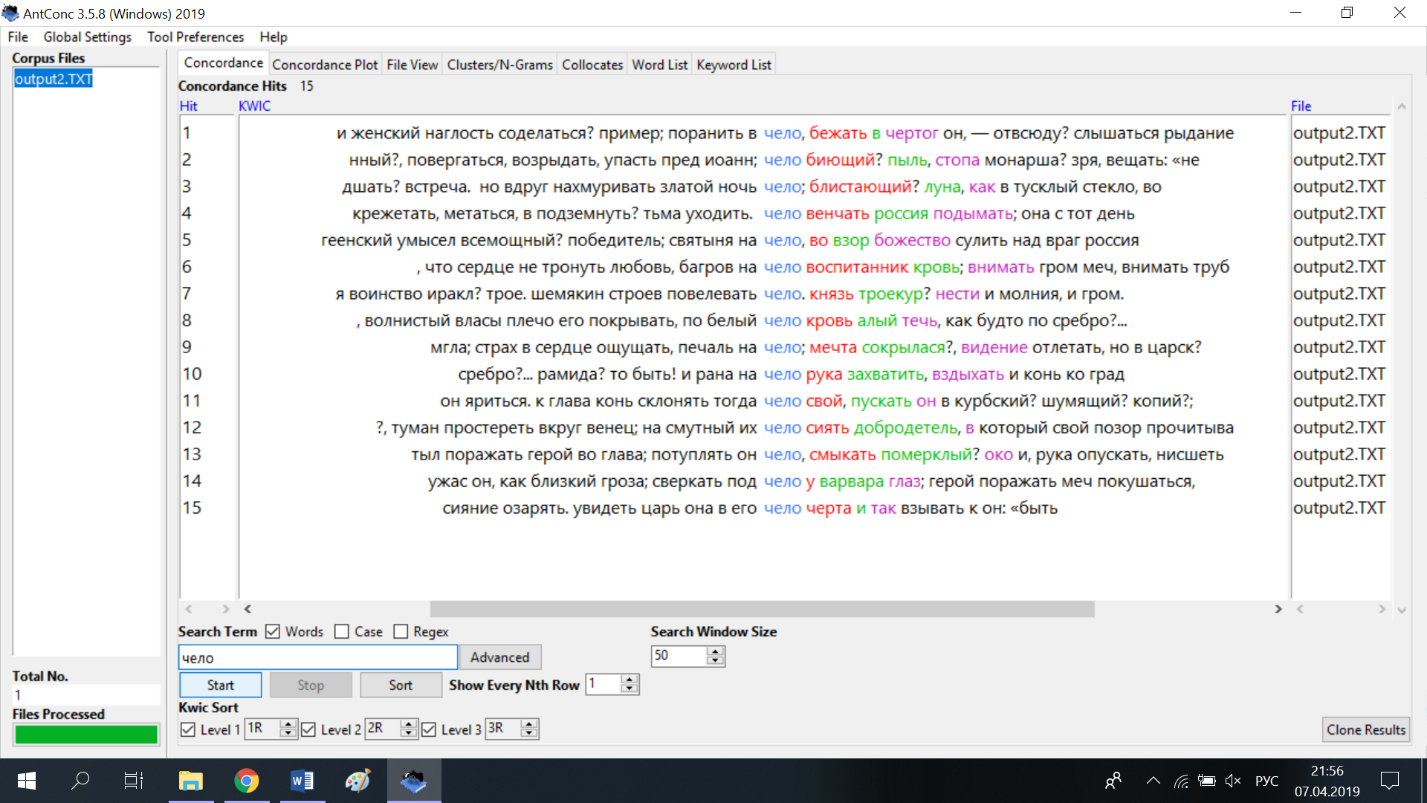 AntConc 3.5.8 (Windows) 2019
File Global Settings Tool Preferences Help
Corpus Files
output2.TXT
Concordance Concordance Plot File View Clusters/N-Grams Collocates Word List Keyword List
Concordance Hits 15
Hit KWIC File
1 и женский наглость соделаться? пример; поранить в чело, бежать в чертог он, — отвсюду? слышаться рыдание output2.TXT
2 нный?, повергаться, возрыдать, упасть пред иоанн; чело биющий? пыль, стопа монарша? зря, вещать: «не output2.TXT
3 дшать? встреча. но вдруг нахмуривать златой ночь чело; блистающий? луна, как в тусклый стекло, во output2.TXT
4 крежетать, метаться, в подземнуть? тьма уходить. чело венчать россия подымать; она с тот день output2.TXT
5 геенский умысел всемощный? победитель; святыня на чело, во взор божество сулить над враг россия output2.TXT
6 , что сердце не тронуть любовь, багров на чело воспитанник кровь; внимать гром меч, внимать труб output2.TXT
7 я воинство иракл? трое. шемякин строев повелевать чело. князь троекур? нести и молния, и гром. output2.TXT
8 , волнистый власы плечо его покрывать, по белый чело кровь алый течь, как будто по сребро?... output2.TXT
9 мгла; страх в сердце ощущать, печаль на чело; мечта сокрылася?, видение отлетать, но в царск? output2.TXT
10 сребро?... рамида? то быть! и рана на чело рука захватить, вздыхать и конь ко град output2.TXT
11 он яриться. к глава конь склонять тогда чело свой, пускать он в курбский? шумящий? копий?; output2.TXT
12 ?, туман простереть вкруг венец; на смутный их чело сиять добродетель, в который свой позор прочитыва output2.TXT
13 тыл поражать герой во глава; потуплять он чело, смыкать померклый? око и, рука опускать, нисшеть output2.TXT
14 ужас он, как близкий гроза; сверкать под чело у варвара глаз; герой поражать меч покушаться, output2.TXT
15 сияние озарять. увидеть царь она в его чело черта и так взывать к он: «быть output2.TXT
Search Term Words Case Regex Search Window Size
чело Advanced 50
Total No.
1
Start Stop Sort Show Every Nth Row 1
Files Processed
Kwic Sort
Level 1 1R Level 2 2R Level 3 3R Clone Results
РУС 21:56
07.04.2019